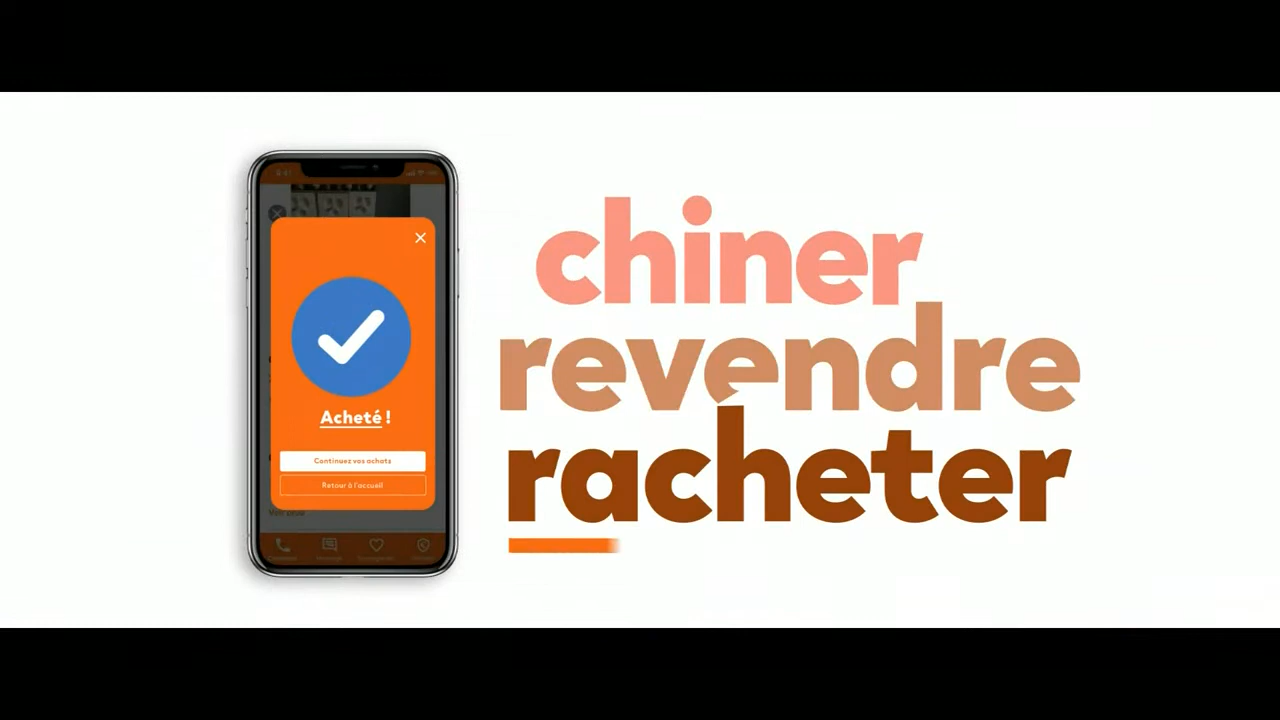 Acheté !
Continuez vos achats
Retour à l'accueil
chiner
revendre
racheter